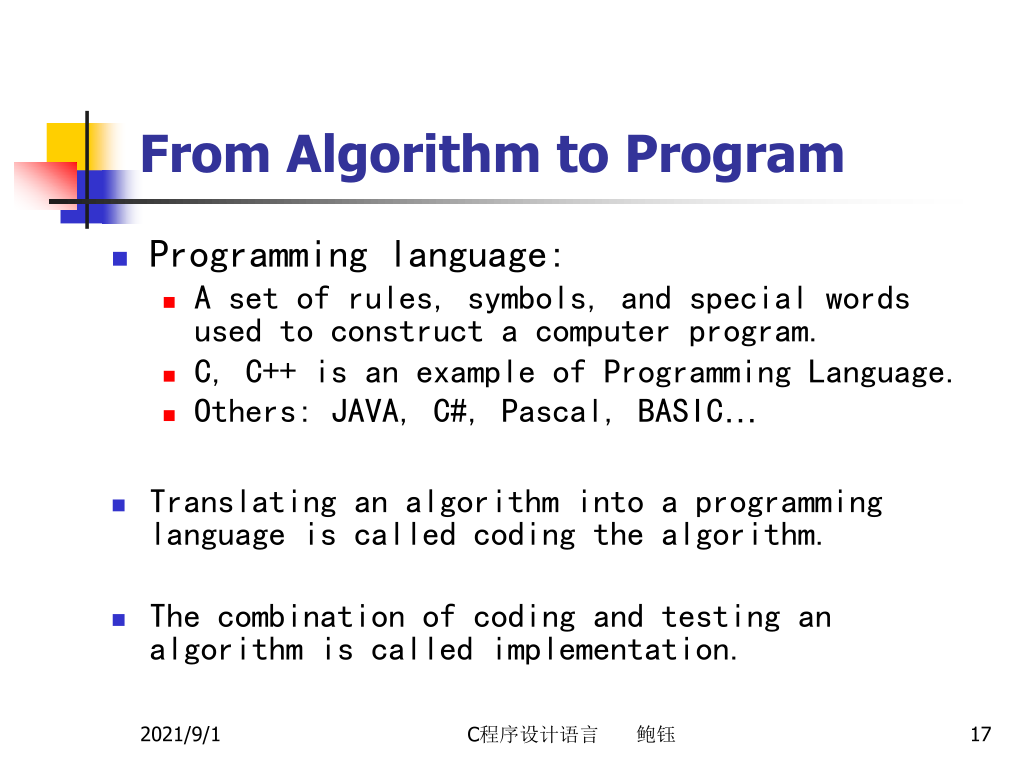 From Algorithm to Program
Programming language:
A set of rules, symbols, and special words
used to construct a computer program.
C, C++ is an example of Programming Language.
Others: JAVA, C#, Pascal, BASIC…
Translating an algorithm into a programming
language is called coding the algorithm.
The combination of coding and testing an
algorithm is called implementation.
2021/9/1 C程序设计语言 鲍钰 17